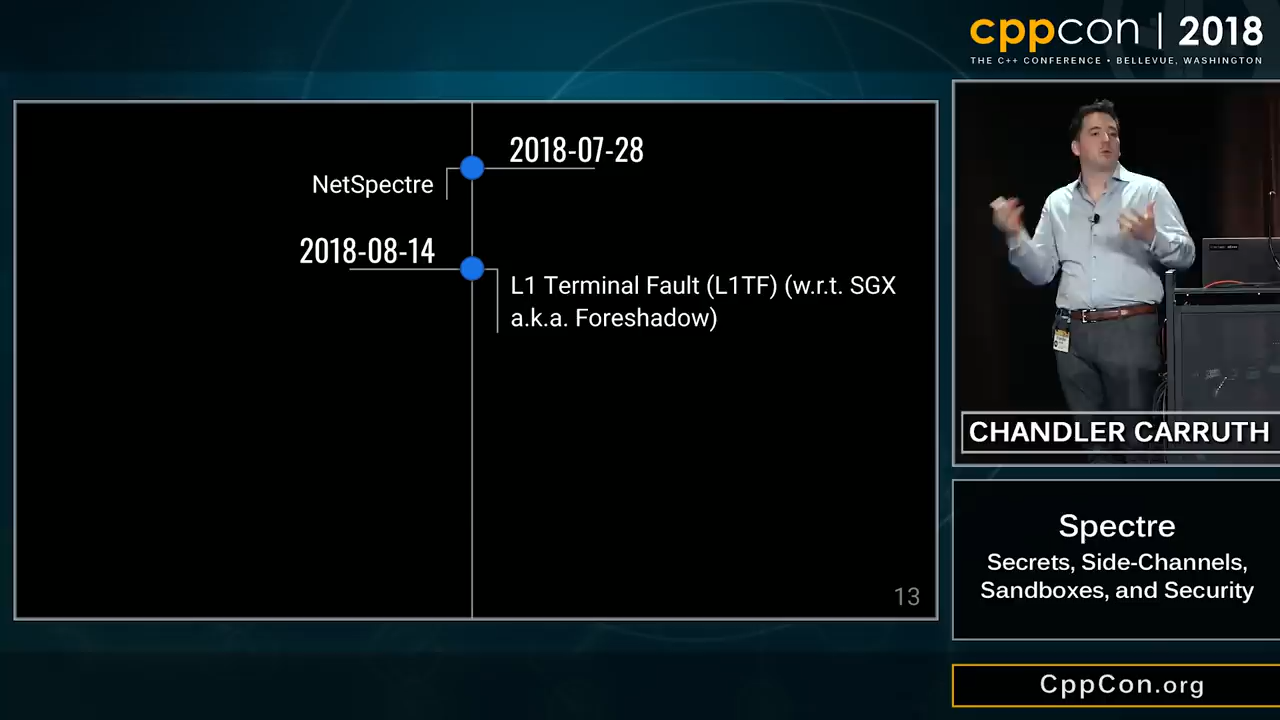 cppcon | 2018
THE C++ CONFERENCE • BELLEVUE, WASHINGTON
2018-07-28
NetSpectre
2018-08-14
L1 Terminal Fault (L1TF) (w.r.t. SGX
a.k.a. Foreshadow)
13
CHANDLER CARRUTH
Spectre
Secrets, Side-Channels,
Sandboxes, and Security
CppCon.org